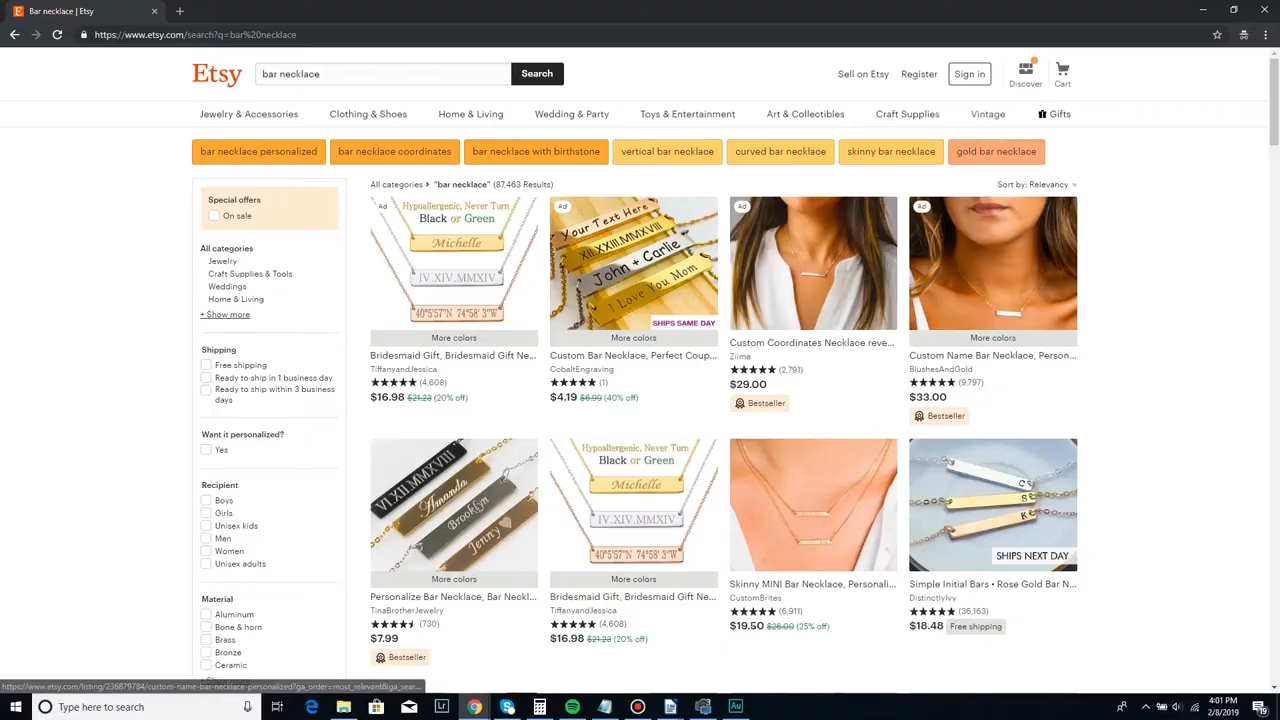 Bar necklace | Etsy
https://www.etsy.com/search?q=bar%20necklace
Etsy
bar necklace
Search
Sell on Etsy
Register
Sign in
Discover
Cart
Jewelry & Accessories
Clothing & Shoes
Home & Living
Wedding & Party
Toys & Entertainment
Art & Collectibles
Craft Supplies
Vintage
Gifts
bar necklace personalized
bar necklace coordinates
bar necklace with birthstone
vertical bar necklace
curved bar necklace
skinny bar necklace
gold bar necklace
Special offers
On sale
All categories
Jewelry
Craft Supplies & Tools
Weddings
Home & Living
+ Show more
Shipping
Free shipping
Ready to ship in 1 business day
Ready to ship within 3 business
days
Want it personalized?
Yes
Recipient
Boys
Girls
Unisex kids
Men
Women
Unisex adults
Material
Aluminum
Bone & horn
Brass
Bronze
Ceramic
All categories > "bar necklace" (87,463 Results)
Sort by: Relevancy
Ad
Hypoallergenic, Never Turn
Black or Green
Michelle
IV.XIV.MMXIV
40°5'57"N 74°58' 3"W
More colors
Bridesmaid Gift, Bridesmaid Gift Ne...
TiffanyandJessica
(4,608)
$16.98 $21.23 (20% off)
Ad
Your Text Here
XII.XXIII.MMXVIII
John + Carlie
I Love You Mom
SHIPS SAME DAY
More colors
Custom Bar Necklace, Perfect Coup...
CobaltEngraving
(1)
$4.19 $6.99 (40% off)
Ad
Custom Coordinates Necklace reve...
Ziime
(2,791)
$29.00
Bestseller
Ad
More colors
Custom Name Bar Necklace, Person...
BlushesAndGold
(9,797)
$33.00
Bestseller
VI.XII.MMXVIII
Amanda
Brooklyn
Jenny
More colors
Personalize Bar Necklace, Bar Neckl...
TinaBrotherJewelry
(730)
$7.99
Bestseller
Hypoallergenic, Never Turn
Black or Green
Michelle
IV.XIV.MMXIV
40°5'57"N 74°58' 3"W
More colors
Bridesmaid Gift, Bridesmaid Gift Ne...
TiffanyandJessica
(4,608)
$16.98 $21.23 (20% off)
Skinny MINI Bar Necklace, Personali...
CustomBrites
(6,911)
$19.50 $26.00 (25% off)
C
S
K
SHIPS NEXT DAY
Simple Initial Bars • Rose Gold Bar N...
DistinctlyIvy
(36,163)
$18.48 Free shipping
https://www.etsy.com/listing/236879784/custom-name-bar-necklace-personalized?ga_order=most_relevant&ga_sear...
Type here to search
4:01 PM
2/8/2019